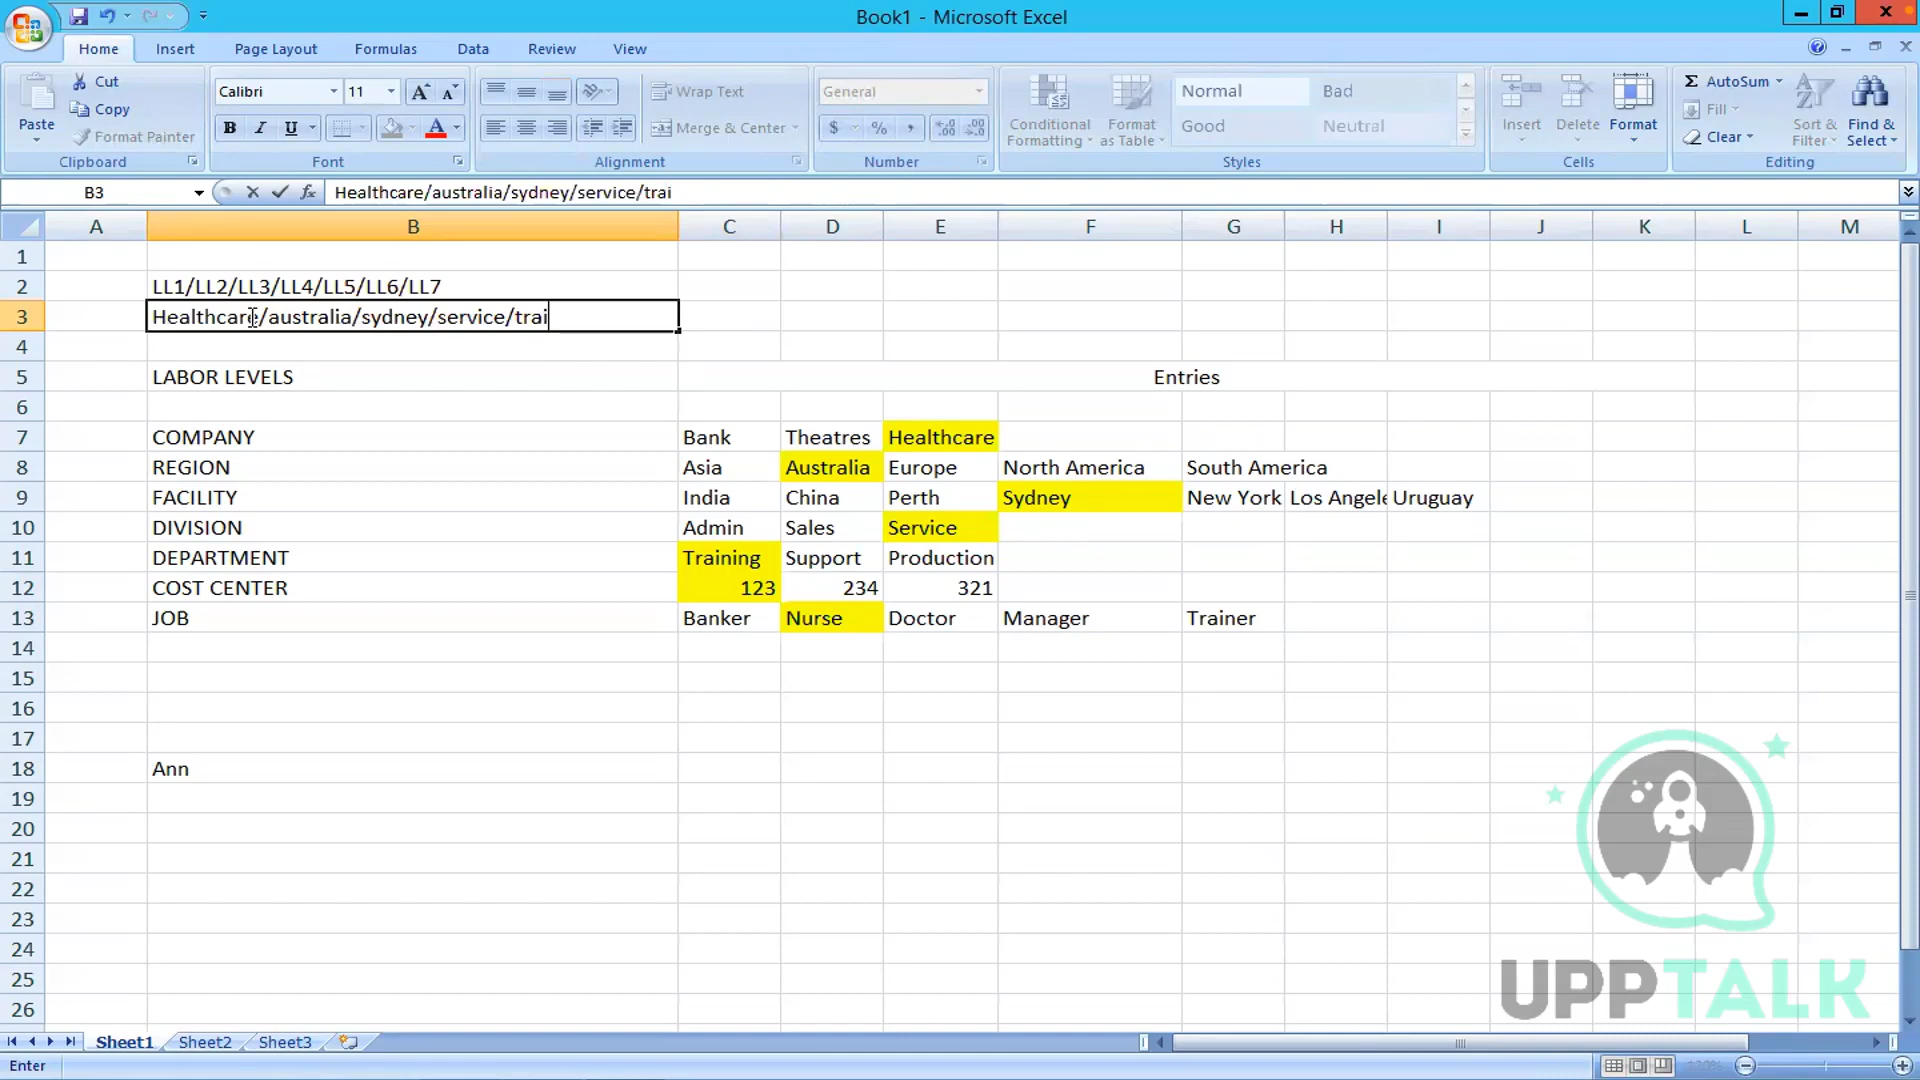 Book1 - Microsoft Excel
Home Insert Page Layout Formulas Data Review View
Paste Cut Copy Format Painter Clipboard
Calibri 11 A A B I U A Font
Wrap Text Merge & Center Alignment
General $ % , Number
Conditional Formatting Format as Table Normal Bad Good Neutral Styles
Insert Delete Format Cells
Σ AutoSum Fill Clear Sort & Filter Find & Select Editing
B3 fx Healthcare/australia/sydney/service/trai
A B C D E F G H I J K L M
1
2 LL1/LL2/LL3/LL4/LL5/LL6/LL7
3 Healthcare/australia/sydney/service/trai
4
5 LABOR LEVELS Entries
6
7 COMPANY Bank Theatres Healthcare
8 REGION Asia Australia Europe North America South America
9 FACILITY India China Perth Sydney New York Los Angele Uruguay
10 DIVISION Admin Sales Service
11 DEPARTMENT Training Support Production
12 COST CENTER 123 234 321
13 JOB Banker Nurse Doctor Manager Trainer
14
15
16
17
18 Ann
19
20
21
22
23
24
25
26
UPPTALK
Sheet1 Sheet2 Sheet3
Enter